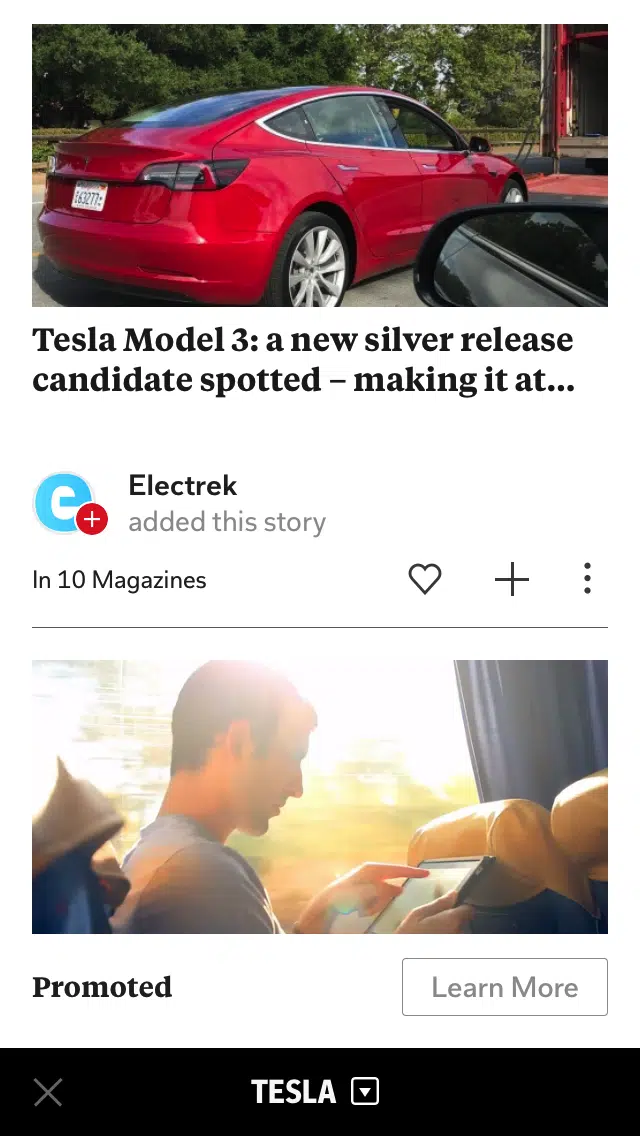 Tesla Model 3: a new silver release
candidate spotted – making it at...
e
Electrek
added this story
In 10 Magazines
Promoted
Learn More
TESLA